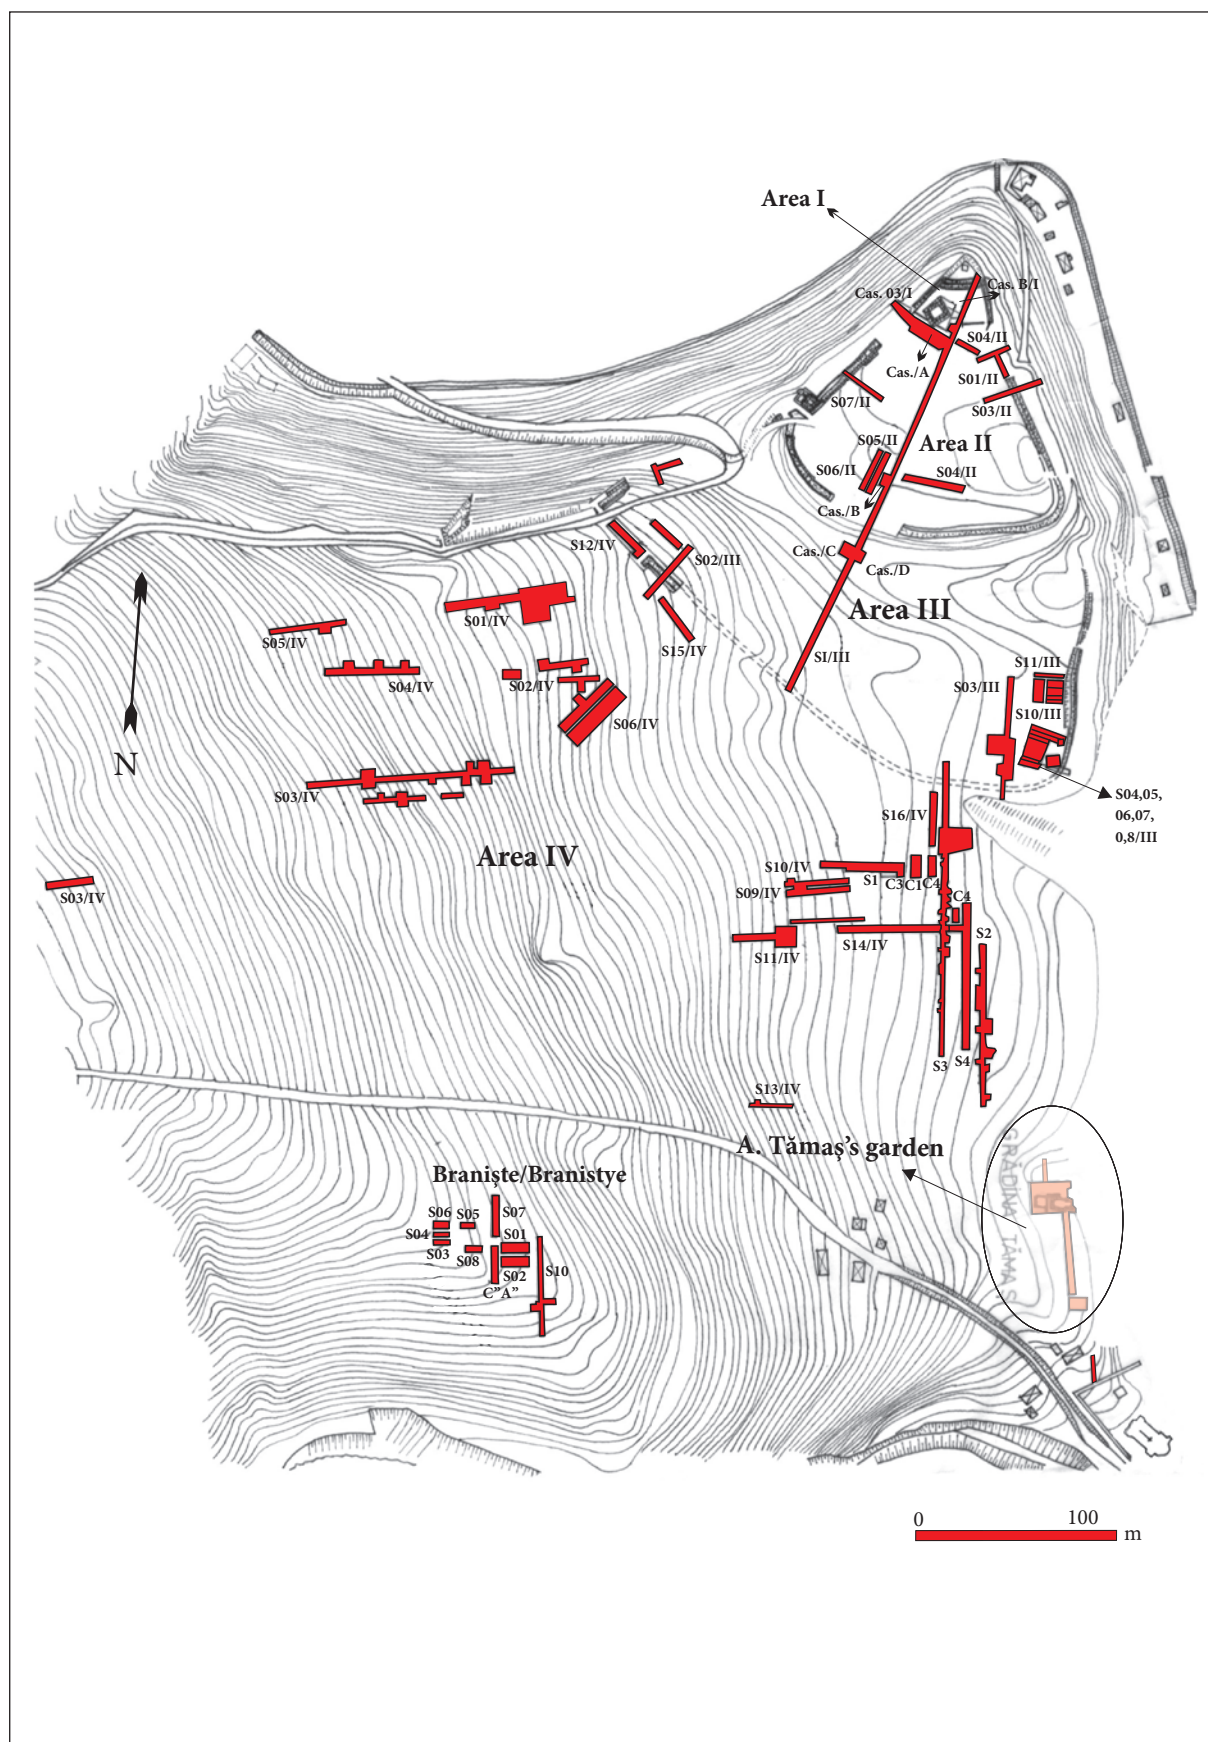 Area I
Cas. 03/I
Cas. B/I
S04/II
Cas./A
S01/II
S07/II
S03/II
S05/II
Area II
S06/II
S04/II
Cas./B
S12/IV
S02/III
Cas./C
Cas./D
Area III
S01/IV
S05/IV
S15/IV
SI/III
S11/III
S03/III
S04/IV
S02/IV
S10/III
S06/IV
N
S03/IV
S04,05,
06,07,
0,8/III
S16/IV
Area IV
S10/IV
S1
C3
C1
C4
S03/IV
S09/IV
C4
S2
S11/IV
S14/IV
S3
S4
S13/IV
A. Tămaş's garden
GRĂDINA TĂMAŞ
Branişte/Branistye
S06
S05
S07
S04
S01
S03
S08
S02
S10
C"A"
0
100
m